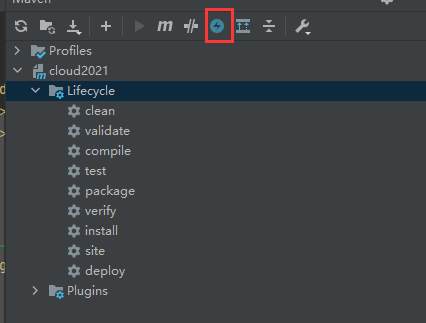 Maven
m
Profiles
cloud2021
Lifecycle
clean
validate
compile
test
package
verify
install
site
deploy
Plugins